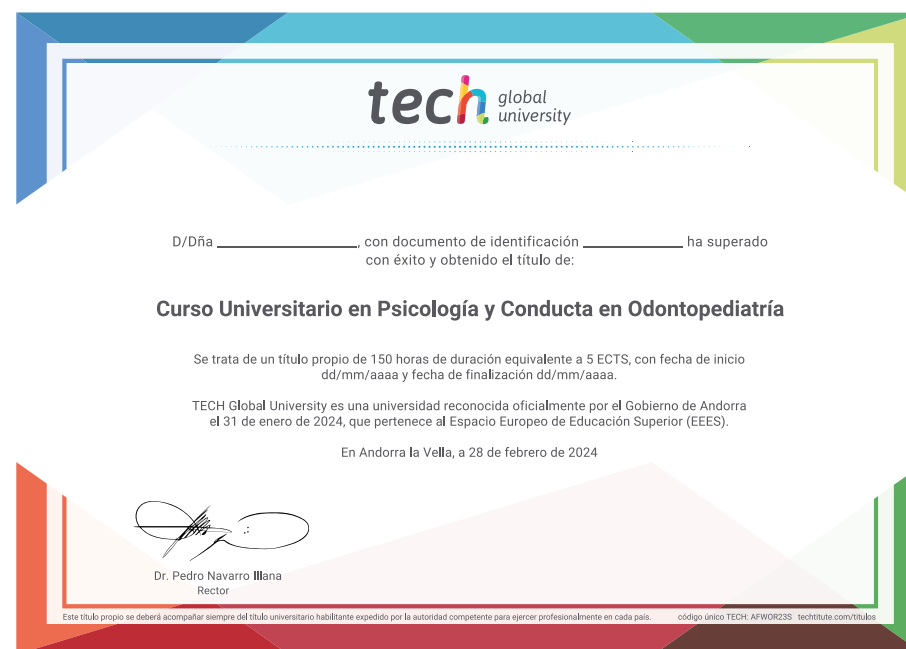 tech global
university
D/Dña __________, con documento de identificación __________ ha superado
con éxito y obtenido el título de:
Curso Universitario en Psicología y Conducta en Odontopediatría
Se trata de un título propio de 150 horas de duración equivalente a 5 ECTS, con fecha de inicio
dd/mm/aaaa y fecha de finalización dd/mm/aaaa.
TECH Global University es una universidad reconocida oficialmente por el Gobierno de Andorra
el 31 de enero de 2024, que pertenece al Espacio Europeo de Educación Superior (EEES).
En Andorra la Vella, a 28 de febrero de 2024
Dr. Pedro Navarro Illana
Rector
Este título propio se deberá acompañar siempre del título universitario habilitante expedido por la autoridad competente para ejercer profesionalmente en cada país. código único TECH: AFWOR23S techtitute.com/titulos